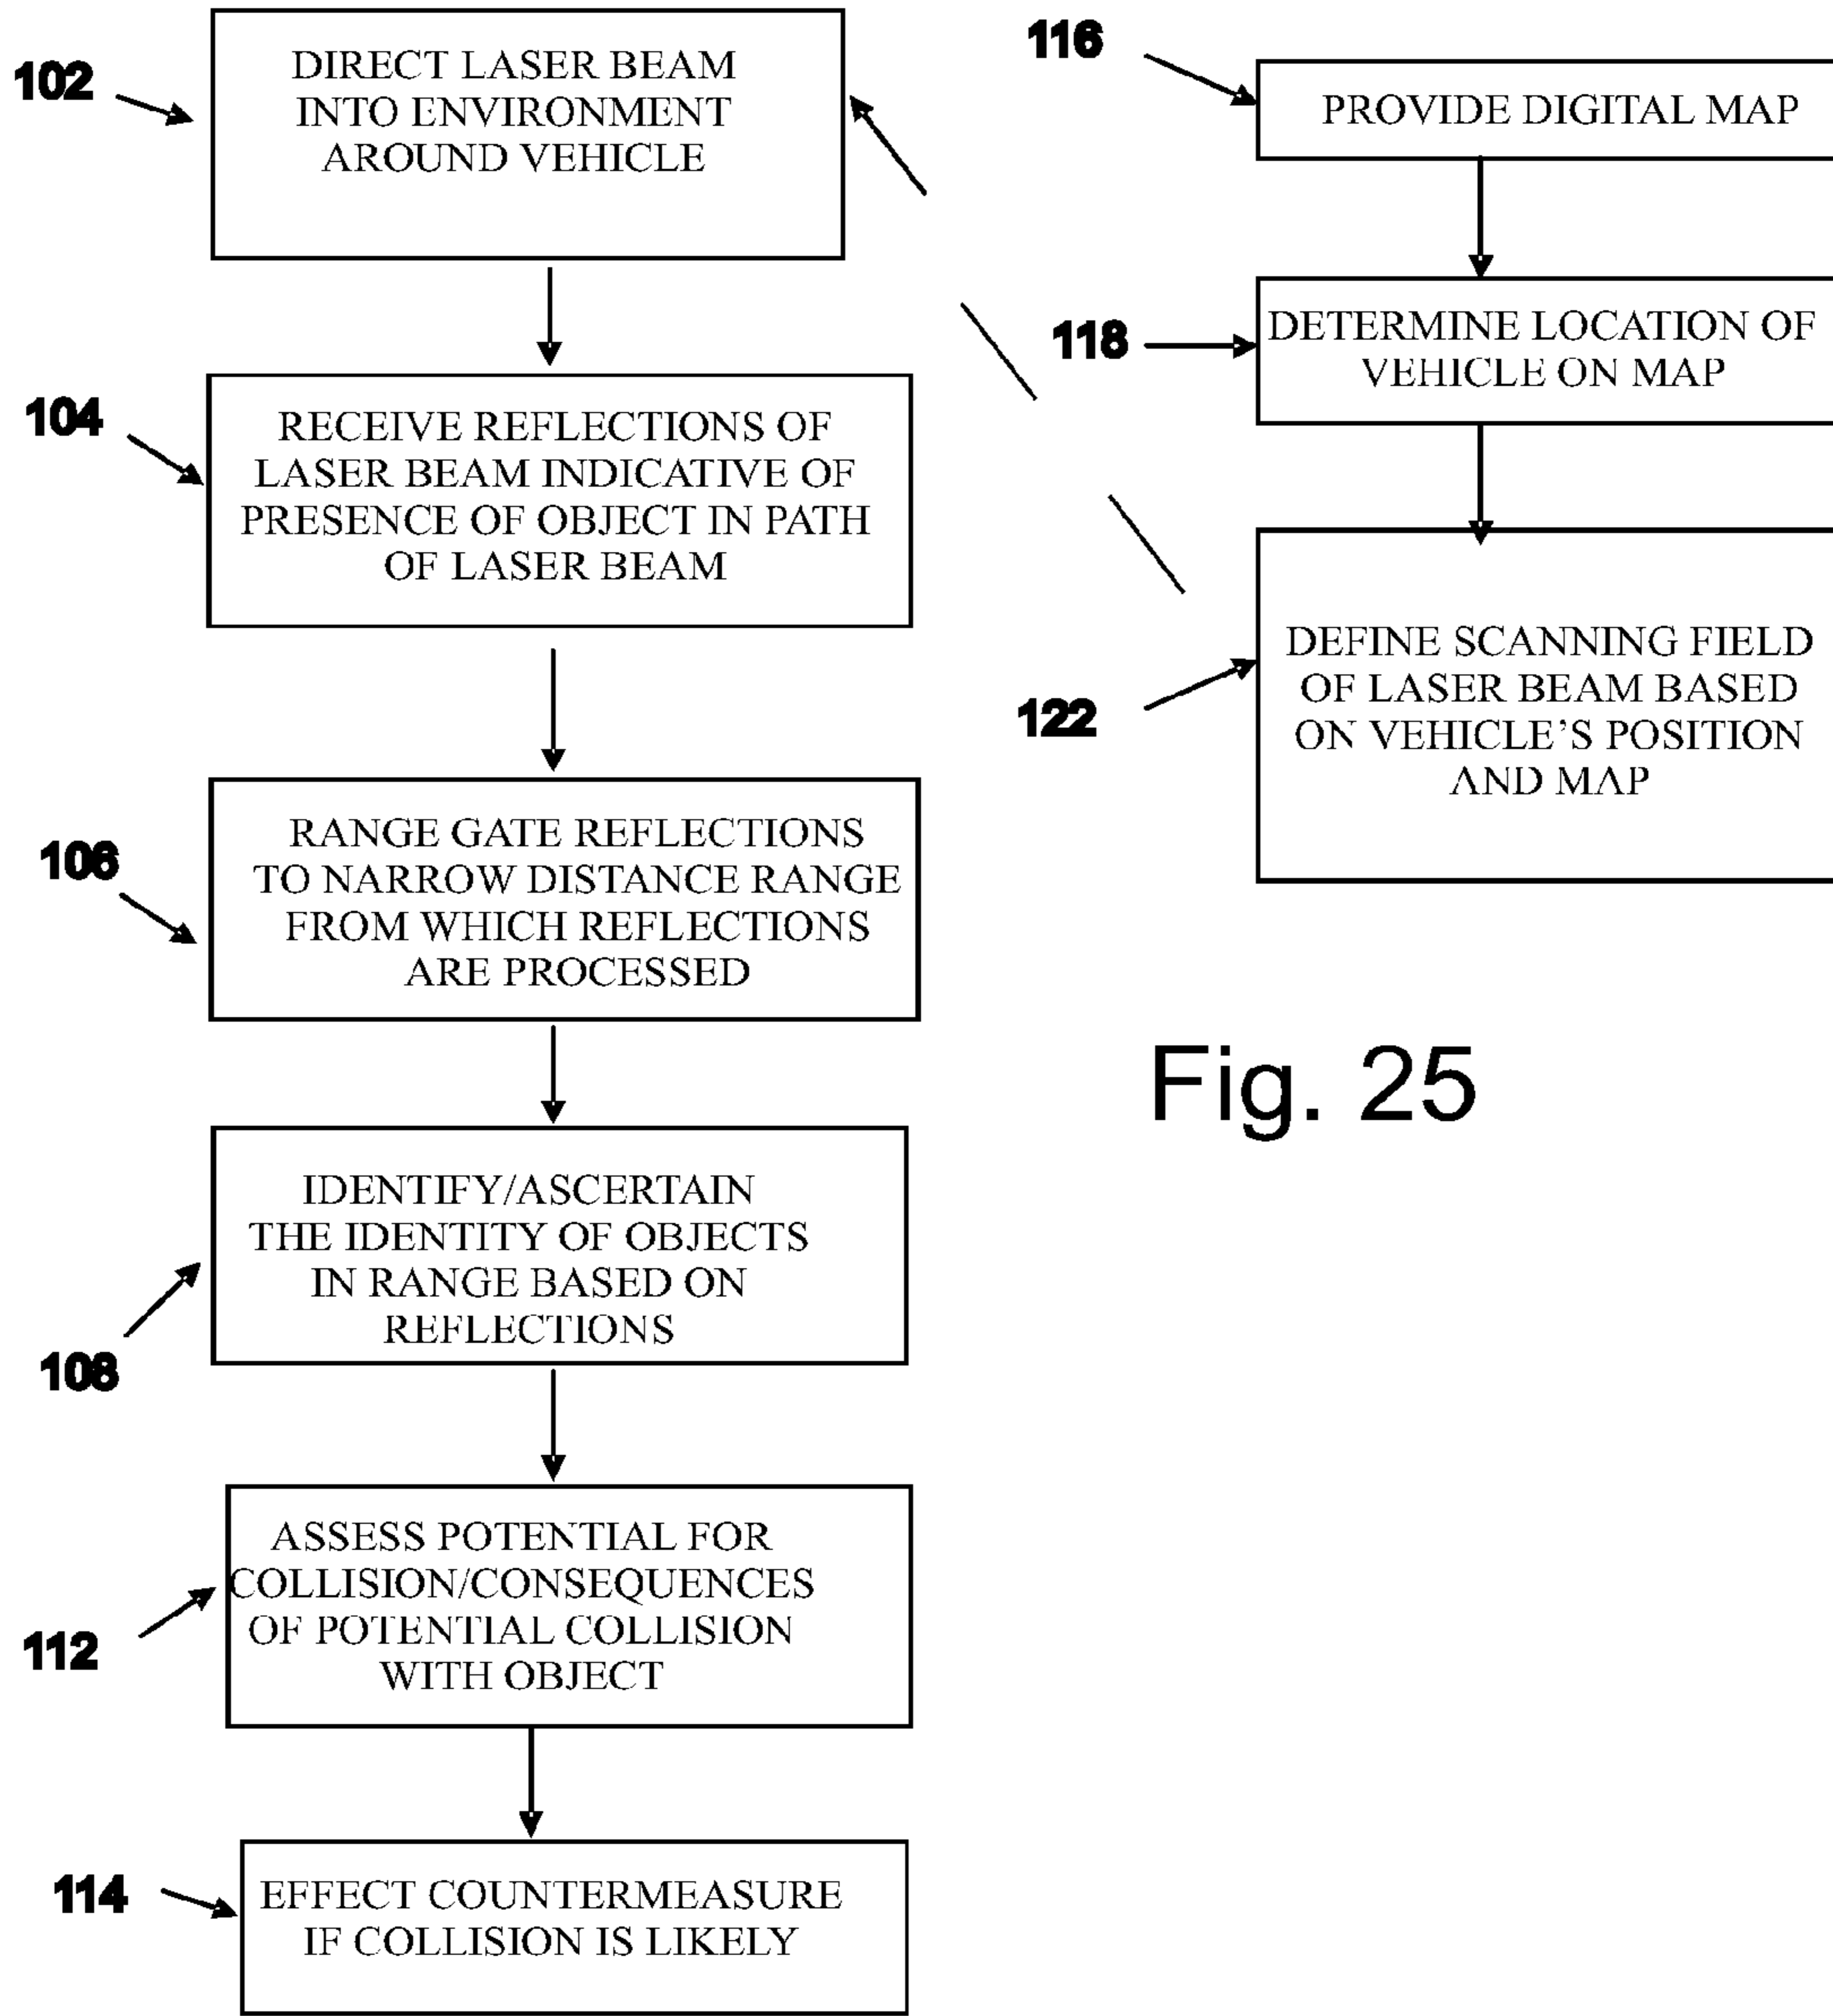 102
DIRECT LASER BEAM
INTO ENVIRONMENT
AROUND VEHICLE
104
RECEIVE REFLECTIONS OF
LASER BEAM INDICATIVE OF
PRESENCE OF OBJECT IN PATH
OF LASER BEAM
106
RANGE GATE REFLECTIONS
TO NARROW DISTANCE RANGE
FROM WHICH REFLECTIONS
ARE PROCESSED
108
IDENTIFY/ASCERTAIN
THE IDENTITY OF OBJECTS
IN RANGE BASED ON
REFLECTIONS
112
ASSESS POTENTIAL FOR
COLLISION/CONSEQUENCES
OF POTENTIAL COLLISION
WITH OBJECT
114
EFFECT COUNTERMEASURE
IF COLLISION IS LIKELY
116
PROVIDE DIGITAL MAP
118
DETERMINE LOCATION OF
VEHICLE ON MAP
122
DEFINE SCANNING FIELD
OF LASER BEAM BASED
ON VEHICLE’S POSITION
AND MAP
Fig. 25